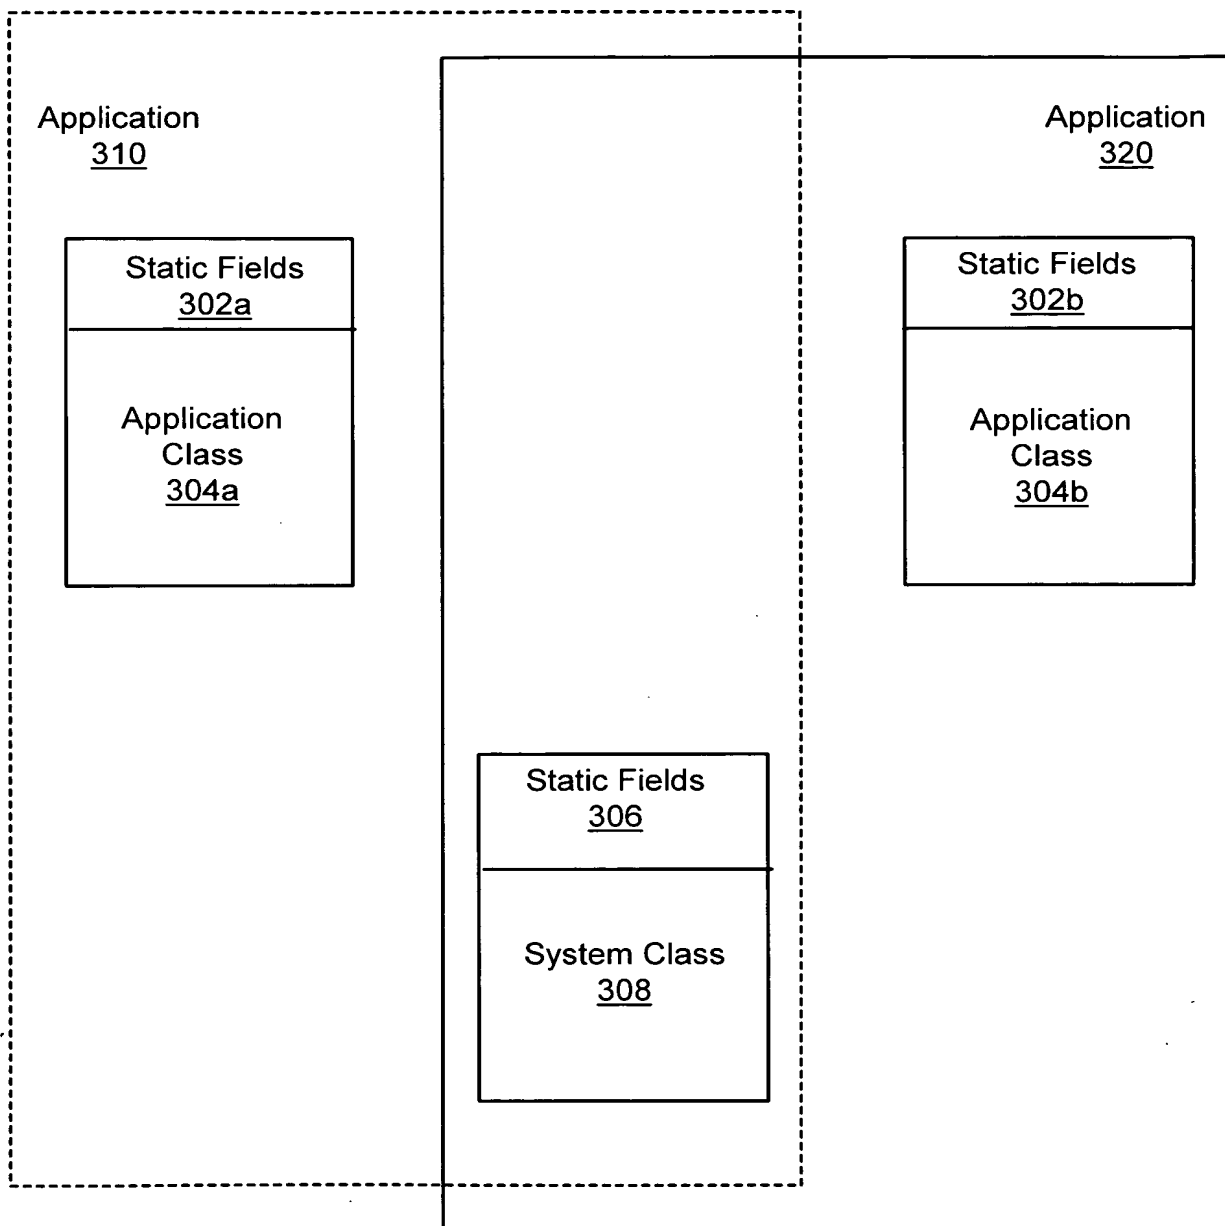 Application
310
Application
320
Static Fields
302a
Application
Class
304a
Static Fields
302b
Application
Class
304b
Static Fields
306
System Class
308